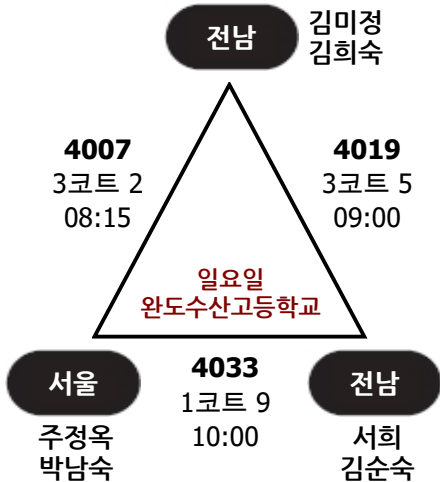 전남
김미정
김희숙
4007
3코트 2
08:15
4019
3코트 5
09:00
일요일
완도수산고등학교
서울
주정옥
박남숙
4033
1코트 9
10:00
전남
서희
김순숙